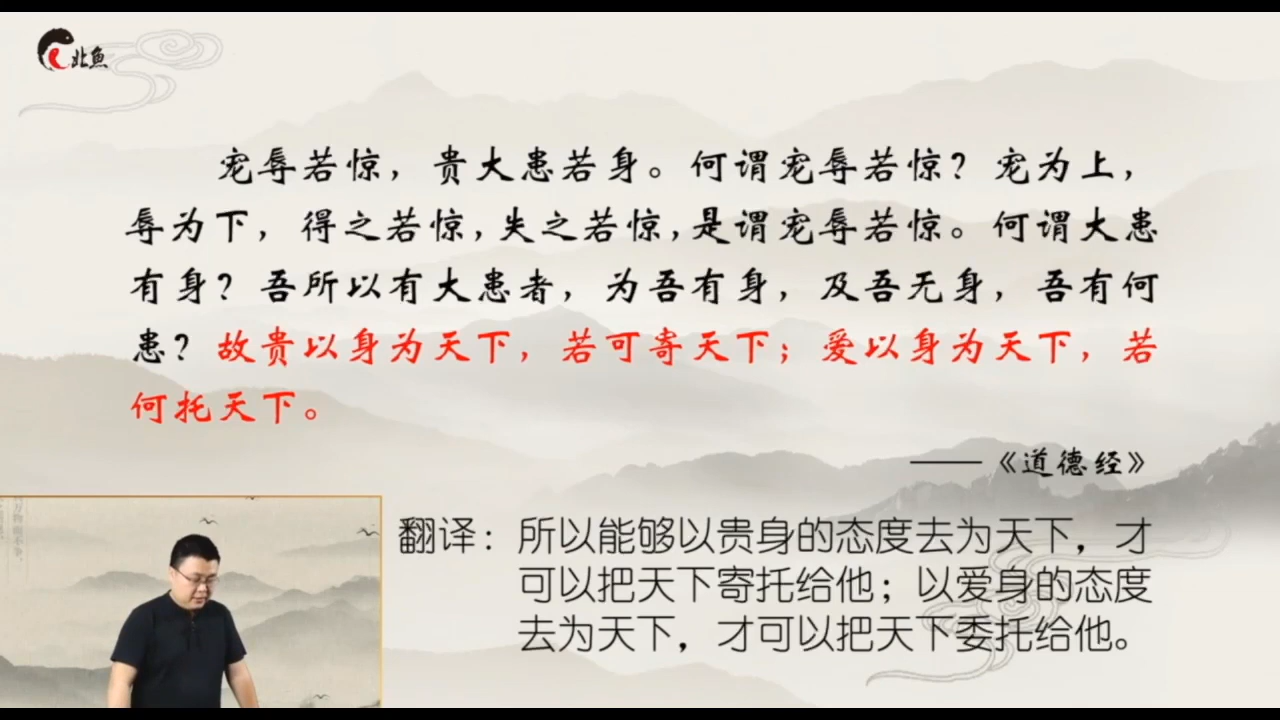 北鱼
宠辱若惊，贵大患若身。何谓宠辱若惊？宠为上，
辱为下，得之若惊，失之若惊，是谓宠辱若惊。何谓大患
有身？吾所以有大患者，为吾有身，及吾无身，吾有何
患？故贵以身为天下，若可寄天下；爱以身为天下，若
何托天下。
——《道德经》
翻译：所以能够以贵身的态度去为天下，才
可以把天下寄托给他；以爱身的态度
去为天下，才可以把天下委托给他。